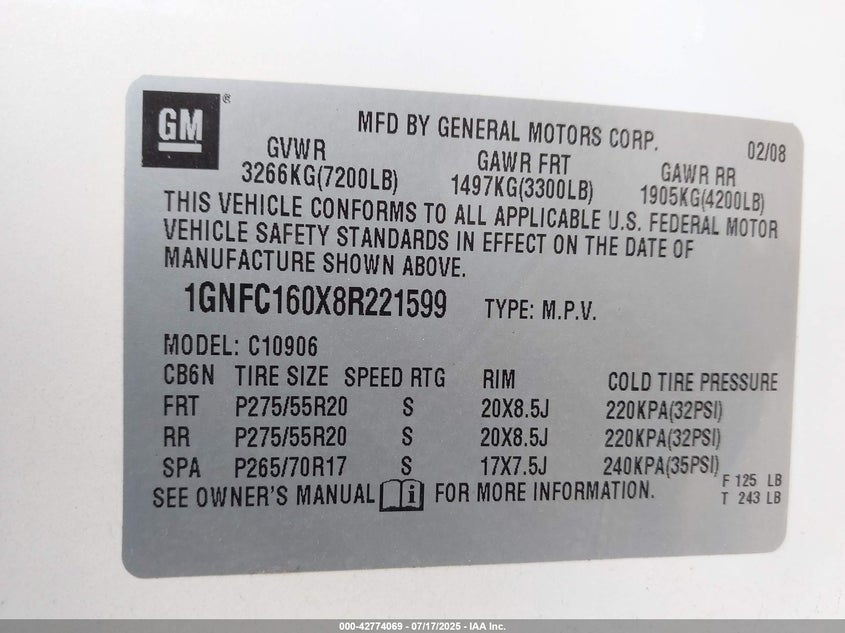 GM®
MFD BY GENERAL MOTORS CORP. 02/08
GVWR GAWR FRT GAWR RR
3266KG(7200LB) 1497KG(3300LB) 1905KG(4200LB)
THIS VEHICLE CONFORMS TO ALL APPLICABLE U.S. FEDERAL MOTOR
VEHICLE SAFETY STANDARDS IN EFFECT ON THE DATE OF
MANUFACTURE SHOWN ABOVE.
1GNFC160X8R221599 TYPE: M.P.V.
MODEL: C10906
CB6N TIRE SIZE SPEED RTG RIM COLD TIRE PRESSURE
FRT P275/55R20 S 20X8.5J 220KPA(32PSI)
RR P275/55R20 S 20X8.5J 220KPA(32PSI)
SPA P265/70R17 S 17X7.5J 240KPA(35PSI)
F 125 LB
SEE OWNER'S MANUAL i FOR MORE INFORMATION.
T 243 LB
000-42774069 - 07/17/2025 - IAA Inc.